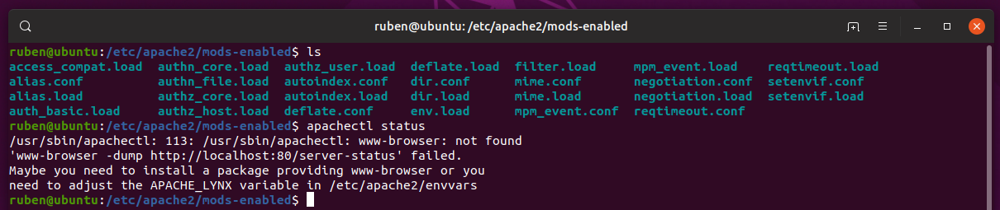 ruben@ubuntu: /etc/apache2/mods-enabled
ruben@ubuntu:/etc/apache2/mods-enabled$ ls
access_compat.load authn_core.load authz_user.load deflate.load filter.load mpm_event.load reqtimeout.load
alias.conf authn_file.load autoindex.conf dir.conf mime.conf negotiation.conf setenvif.conf
alias.load authz_core.load autoindex.load dir.load mime.load negotiation.load setenvif.load
auth_basic.load authz_host.load deflate.conf env.load mpm_event.conf reqtimeout.conf
ruben@ubuntu:/etc/apache2/mods-enabled$ apachectl status
/usr/sbin/apachectl: 113: /usr/sbin/apachectl: www-browser: not found
'www-browser -dump http://localhost:80/server-status' failed.
Maybe you need to install a package providing www-browser or you
need to adjust the APACHE_LYNX variable in /etc/apache2/envvars
ruben@ubuntu:/etc/apache2/mods-enabled$